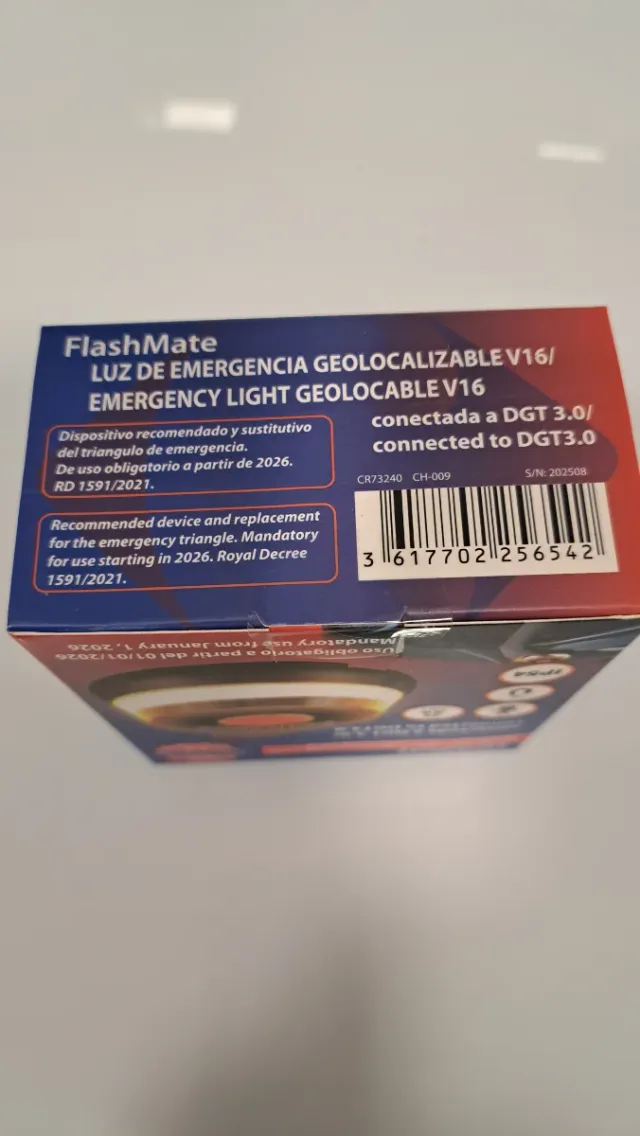 FlashMate
LUZ DE EMERGENCIA GEOLOCALIZABLE V16/
EMERGENCY LIGHT GEOLOCABLE V16
conectada a DGT 3.0/
connected to DGT3.0
Dispositivo recomendado y sustitutivo
del triangulo de emergencia.
De uso obligatorio a partir de 2026.
RD 1591/2021.
CR73240 CH-009 S/N: 202508
3 617702 256542
Recommended device and replacement
for the emergency triangle. Mandatory
for use starting in 2026. Royal Decree
1591/2021.
Mandatory use from January 1, 2026
Uso obligatorio a partir del 01/01/2026
IP54